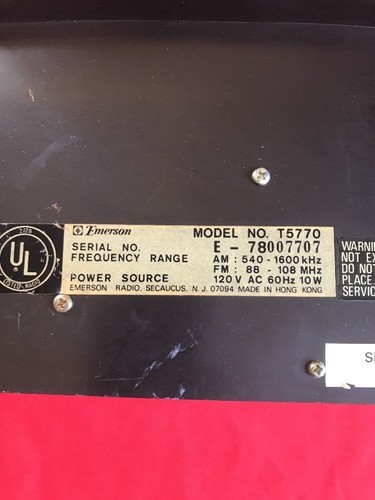 Emerson MODEL NO. T5770
SERIAL NO. E - 78007707
FREQUENCY RANGE AM : 540 - 1600 kHz
FM : 88 - 108 mHz
POWER SOURCE 120 V AC 60Hz 10W
EMERSON RADIO. SECAUCUS. N. J. 07094 MADE IN HONG KONG
UL
WARNIN
NOT EX
DO NOT
PLACE.
SERVIC